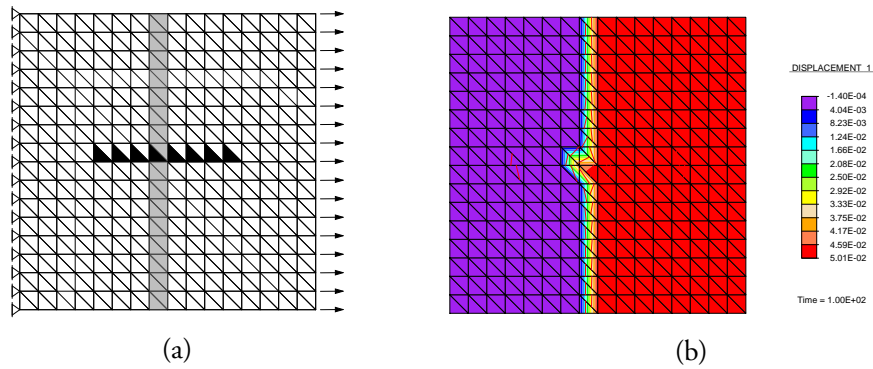 DISPLACEMENT 1
-1.40E-04
4.04E-03
8.23E-03
1.24E-02
1.66E-02
2.08E-02
2.50E-02
2.92E-02
3.33E-02
3.75E-02
4.17E-02
4.59E-02
5.01E-02
Time = 1.00E+02
(a)
(b)